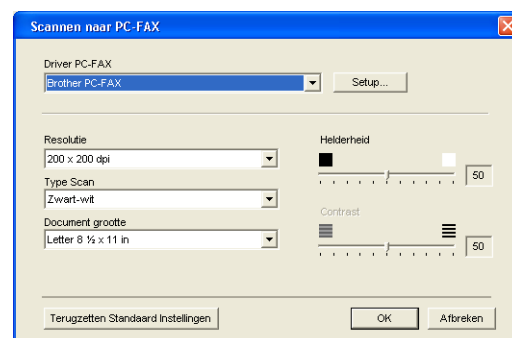 Scannen naar PC-FAX
Driver PC-FAX
Brother PC-FAX
Setup...
Resolutie
200 x 200 dpi
Type Scan
Zwart-wit
Document grootte
Letter 8 ½ x 11 in
Helderheid
50
Contrast
50
Terugzetten Standaard Instellingen
OK
Afbreken